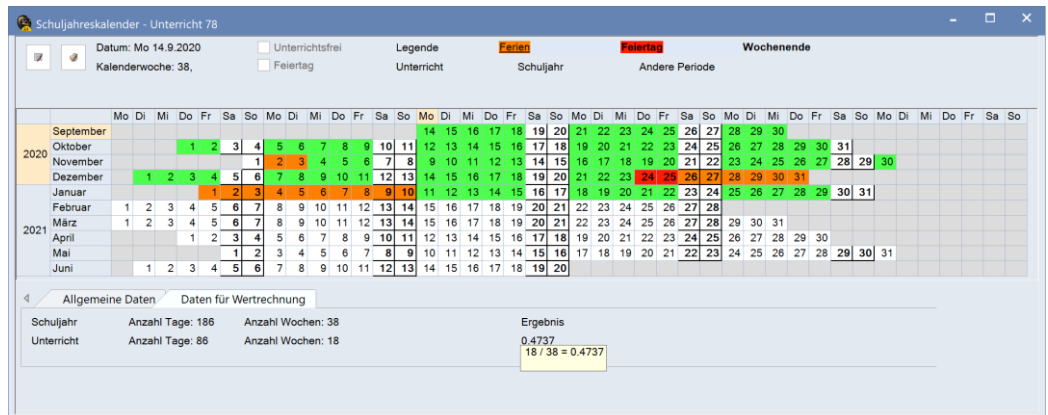 Schuljahreskalender - Unterricht 78
Datum: Mo 14.9.2020 Unterrichtsfrei Legende Ferien Feiertag Wochenende
Kalenderwoche: 38, Feiertag Unterricht Schuljahr Andere Periode
Mo Di Mi Do Fr Sa So Mo Di Mi Do Fr Sa So Mo Di Mi Do Fr Sa So Mo Di Mi Do Fr Sa So Mo Di Mi Do Fr Sa So Mo Di Mi Do Fr Sa So
2020
September 14 15 16 17 18 19 20 21 22 23 24 25 26 27 28 29 30
Oktober 1 2 3 4 5 6 7 8 9 10 11 12 13 14 15 16 17 18 19 20 21 22 23 24 25 26 27 28 29 30 31
November 1 2 3 4 5 6 7 8 9 10 11 12 13 14 15 16 17 18 19 20 21 22 23 24 25 26 27 28 29 30
Dezember 1 2 3 4 5 6 7 8 9 10 11 12 13 14 15 16 17 18 19 20 21 22 23 24 25 26 27 28 29 30 31
2021
Januar 1 2 3 4 5 6 7 8 9 10 11 12 13 14 15 16 17 18 19 20 21 22 23 24 25 26 27 28 29 30 31
Februar 1 2 3 4 5 6 7 8 9 10 11 12 13 14 15 16 17 18 19 20 21 22 23 24 25 26 27 28
März 1 2 3 4 5 6 7 8 9 10 11 12 13 14 15 16 17 18 19 20 21 22 23 24 25 26 27 28 29 30 31
April 1 2 3 4 5 6 7 8 9 10 11 12 13 14 15 16 17 18 19 20 21 22 23 24 25 26 27 28 29 30
Mai 1 2 3 4 5 6 7 8 9 10 11 12 13 14 15 16 17 18 19 20 21 22 23 24 25 26 27 28 29 30 31
Juni 1 2 3 4 5 6 7 8 9 10 11 12 13 14 15 16 17 18 19 20
Allgemeine Daten Daten für Wertrechnung
Schuljahr Anzahl Tage: 186 Anzahl Wochen: 38 Ergebnis
Unterricht Anzahl Tage: 86 Anzahl Wochen: 18 0.4737
18 / 38 = 0.4737